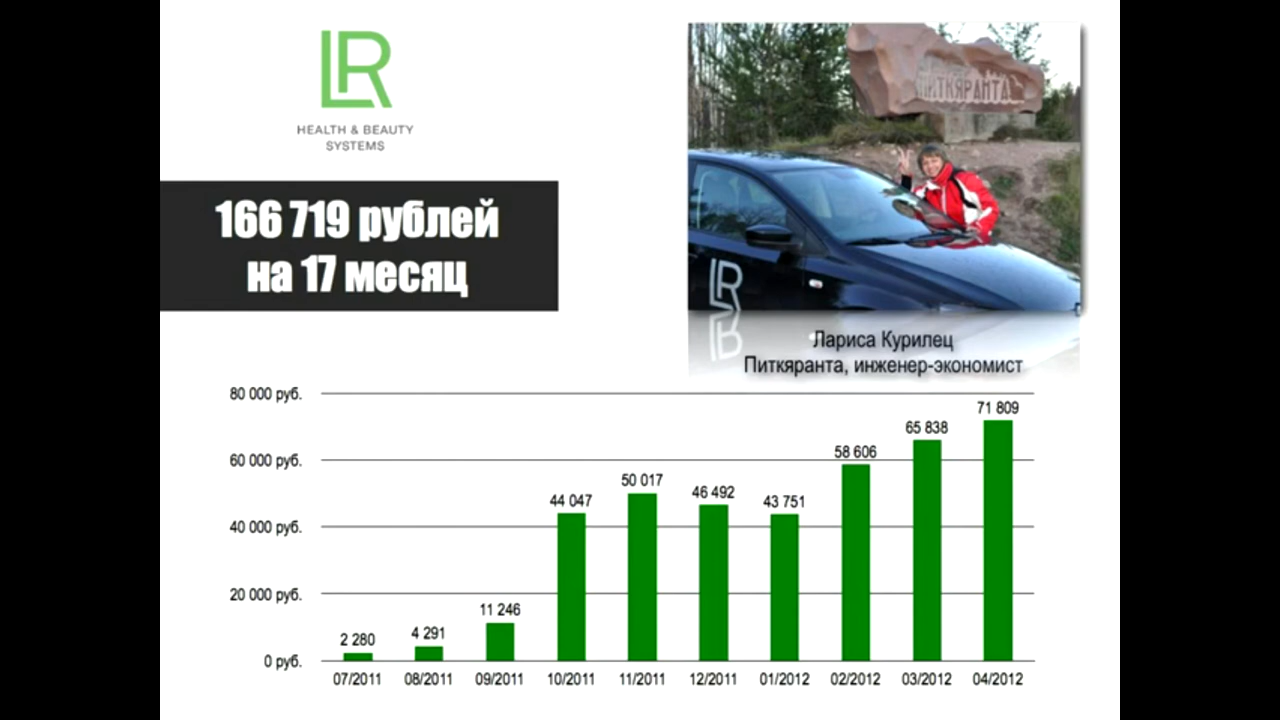 LR
HEALTH & BEAUTY
SYSTEMS
166 719 рублей
на 17 месяц
ПИТКЯРАНТА
LR
Лариса Курилец
Питкяранта, инженер-экономист
80 000 руб.
60 000 руб.
40 000 руб.
20 000 руб.
0 руб.
2 280
4 291
11 246
44 047
50 017
46 492
43 751
58 606
65 838
71 809
07/2011
08/2011
09/2011
10/2011
11/2011
12/2011
01/2012
02/2012
03/2012
04/2012